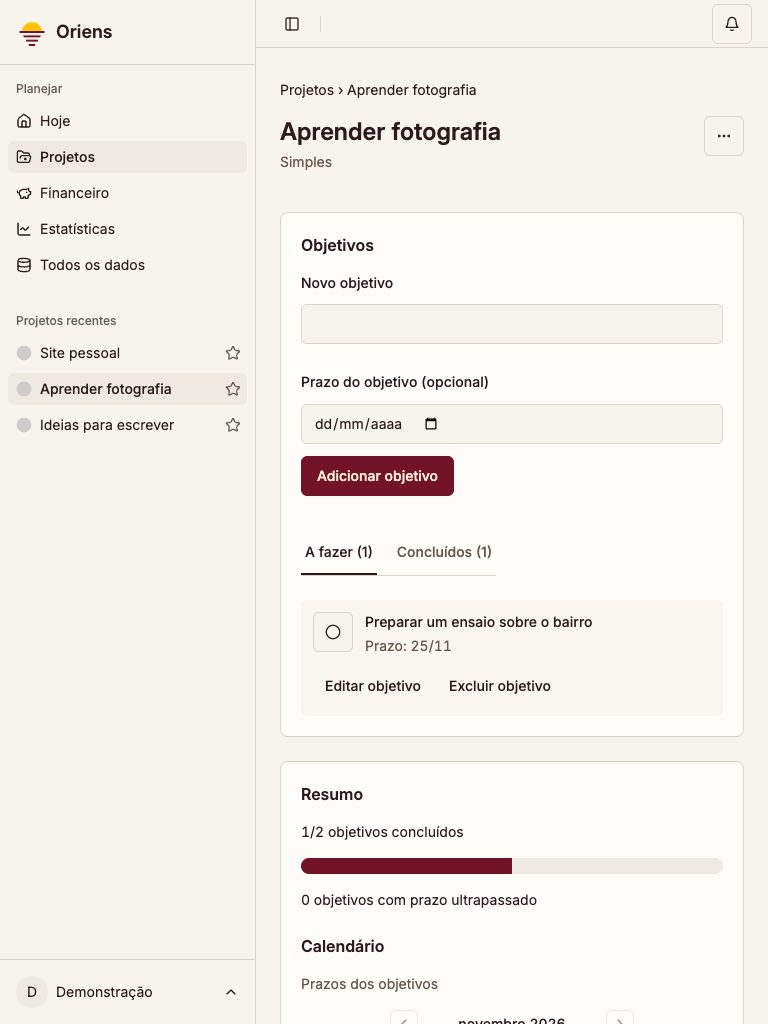 Oriens
Planejar
Hoje
Projetos
Financeiro
Estatísticas
Todos os dados
Projetos recentes
Site pessoal
Aprender fotografia
Ideias para escrever
D
Demonstração
Projetos › Aprender fotografia
Aprender fotografia
Simples
Objetivos
Novo objetivo
Prazo do objetivo (opcional)
dd/mm/aaaa
Adicionar objetivo
A fazer (1)
Concluídos (1)
Preparar um ensaio sobre o bairro
Prazo: 25/11
Editar objetivo
Excluir objetivo
Resumo
1/2 objetivos concluídos
0 objetivos com prazo ultrapassado
Calendário
Prazos dos objetivos
novembro 2026